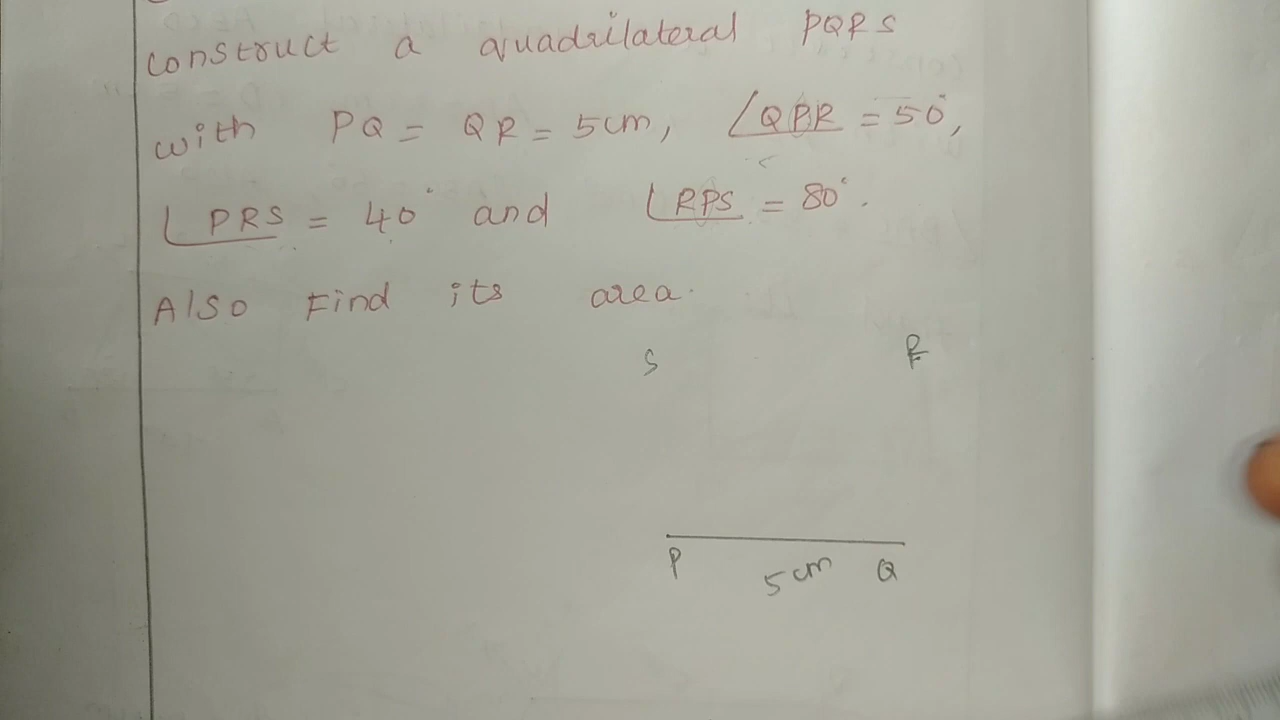 construct a quadrilateral PQRS
with PQ = QR = 5cm, ∠QPR = 50°,
∠PRS = 40° and ∠RPS = 80°.
Also Find its area.
S R
P 5cm Q